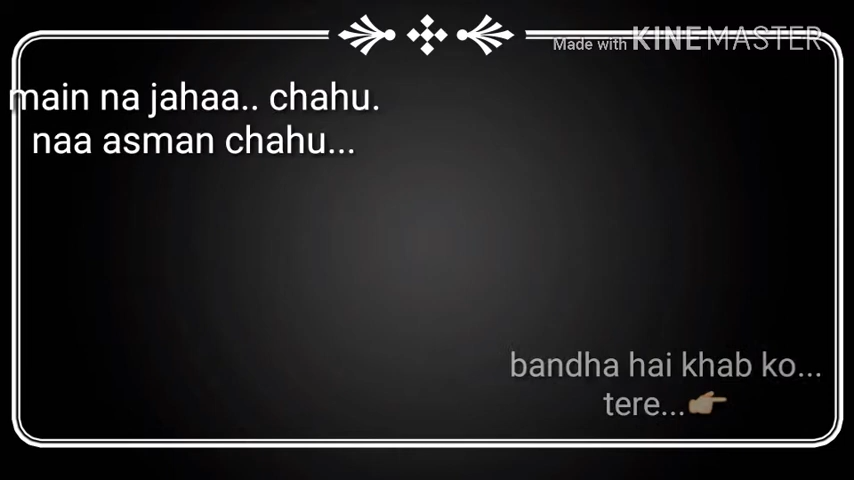 Made with KINEMASTER
main na jahaa.. chahu.
naa asman chahu...
bandha hai khab ko...
tere...👉